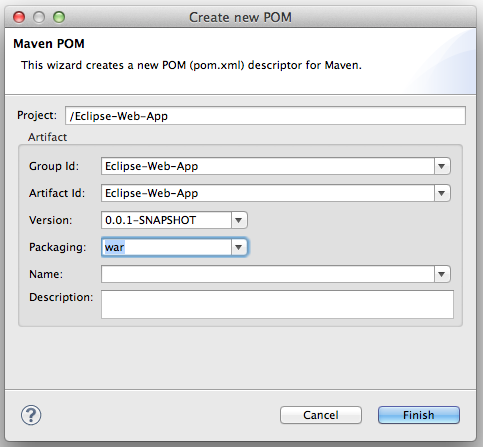 Create new POM
Maven POM
This wizard creates a new POM (pom.xml) descriptor for Maven.
Project: /Eclipse-Web-App
Artifact
Group Id: Eclipse-Web-App
Artifact Id: Eclipse-Web-App
Version: 0.0.1-SNAPSHOT
Packaging: war
Name:
Description:
? Cancel Finish